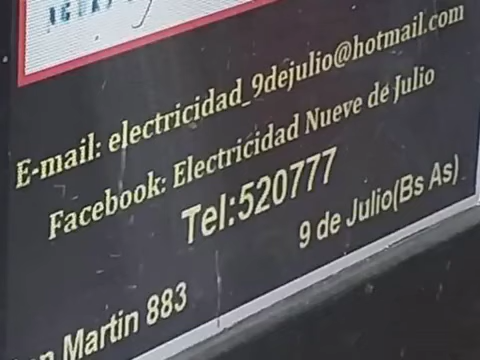 E-mail: electricidad_9dejulio@hotmail.com
Facebook: Electricidad Nueve de Julio
Tel:520777
9 de Julio(Bs As)
Martin 883